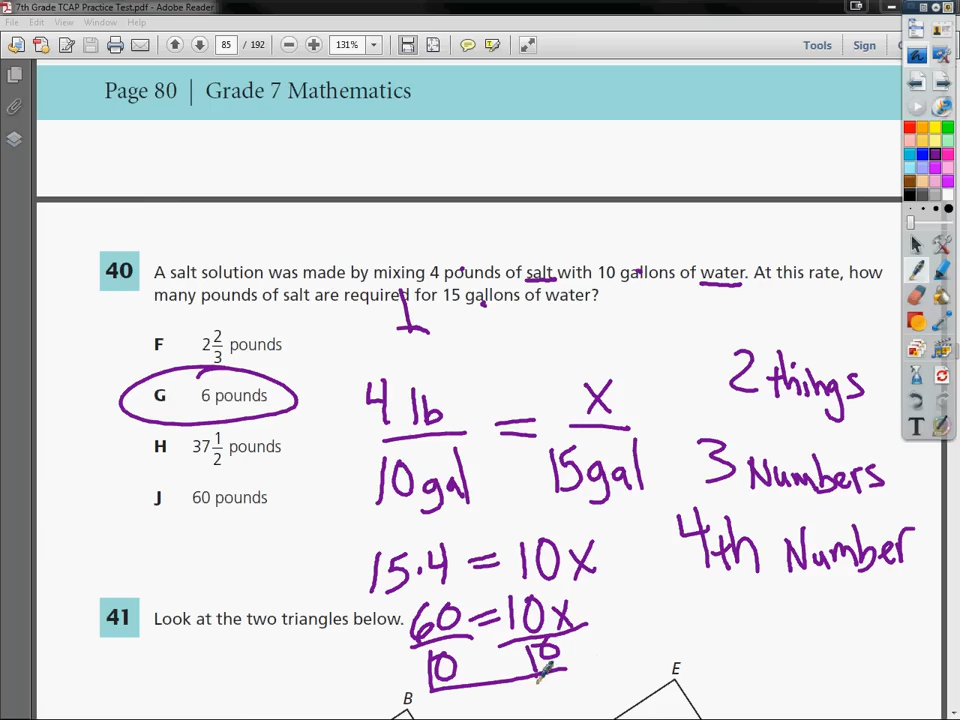 7th Grade TCAP Practice Test.pdf - Adobe Reader
File Edit View Window Help
85 / 192 131% Tools Sign
Page 80 | Grade 7 Mathematics
40 A salt solution was made by mixing 4 pounds of salt with 10 gallons of water. At this rate, how
many pounds of salt are required for 15 gallons of water?
F 2 2/3 pounds
G 6 pounds
H 37 1/2 pounds
J 60 pounds
4 lb / 10 gal = x / 15 gal
15·4 = 10x
60 = 10x
10 10
2 things
3 Numbers
4th Number
41 Look at the two triangles below.
B
E
T